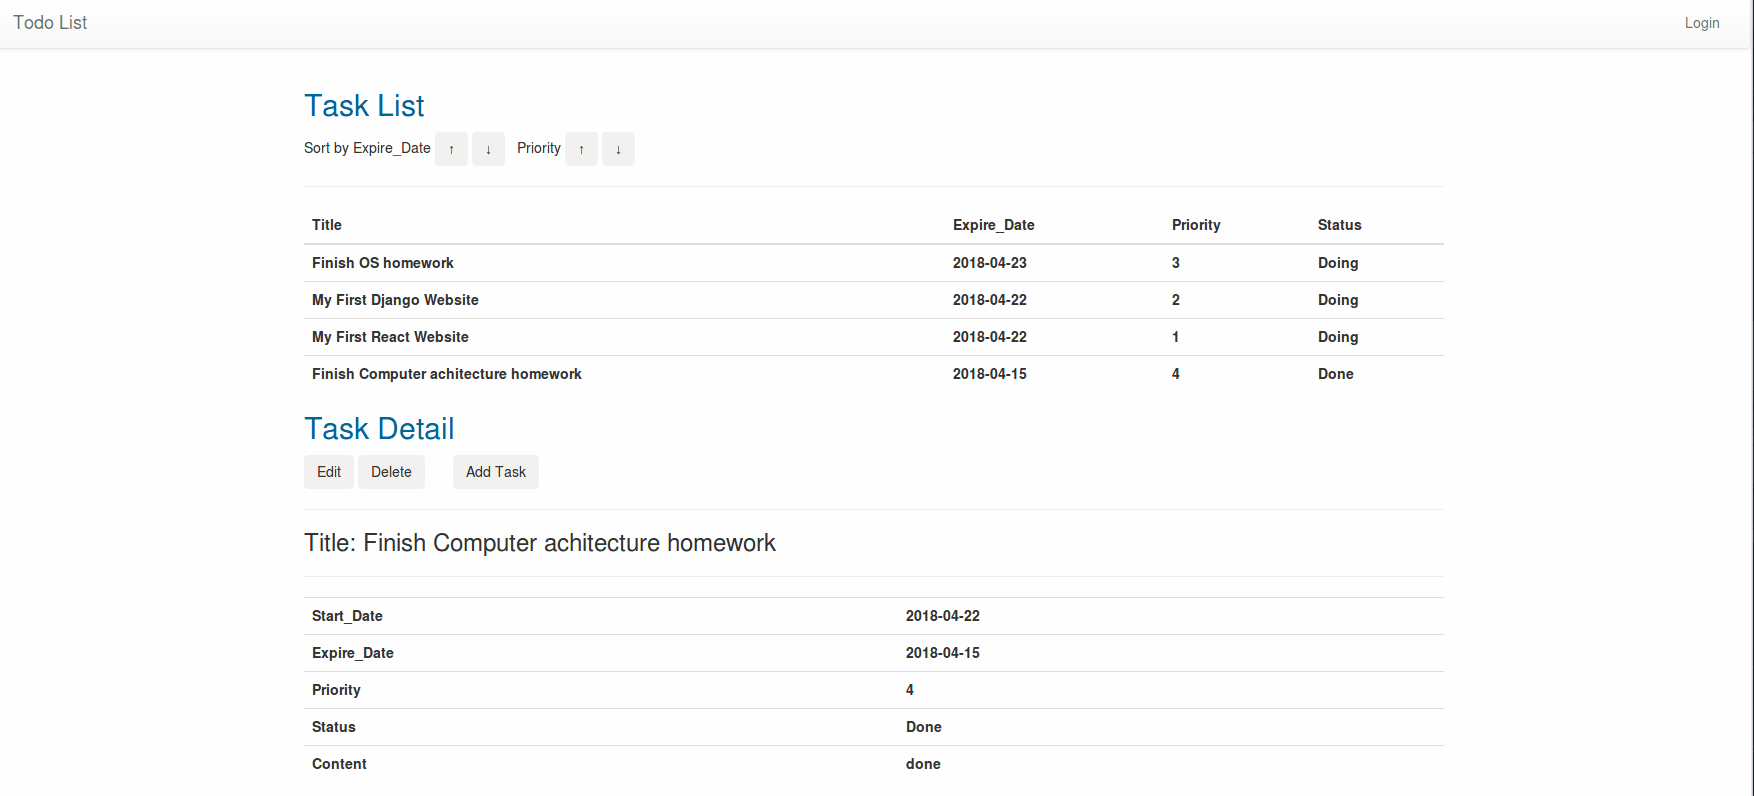 Todo List Login
Task List
Sort by Expire_Date ↑ ↓ Priority ↑ ↓
Title Expire_Date Priority Status
Finish OS homework 2018-04-23 3 Doing
My First Django Website 2018-04-22 2 Doing
My First React Website 2018-04-22 1 Doing
Finish Computer achitecture homework 2018-04-15 4 Done
Task Detail
Edit Delete Add Task
Title: Finish Computer achitecture homework
Start_Date 2018-04-22
Expire_Date 2018-04-15
Priority 4
Status Done
Content done